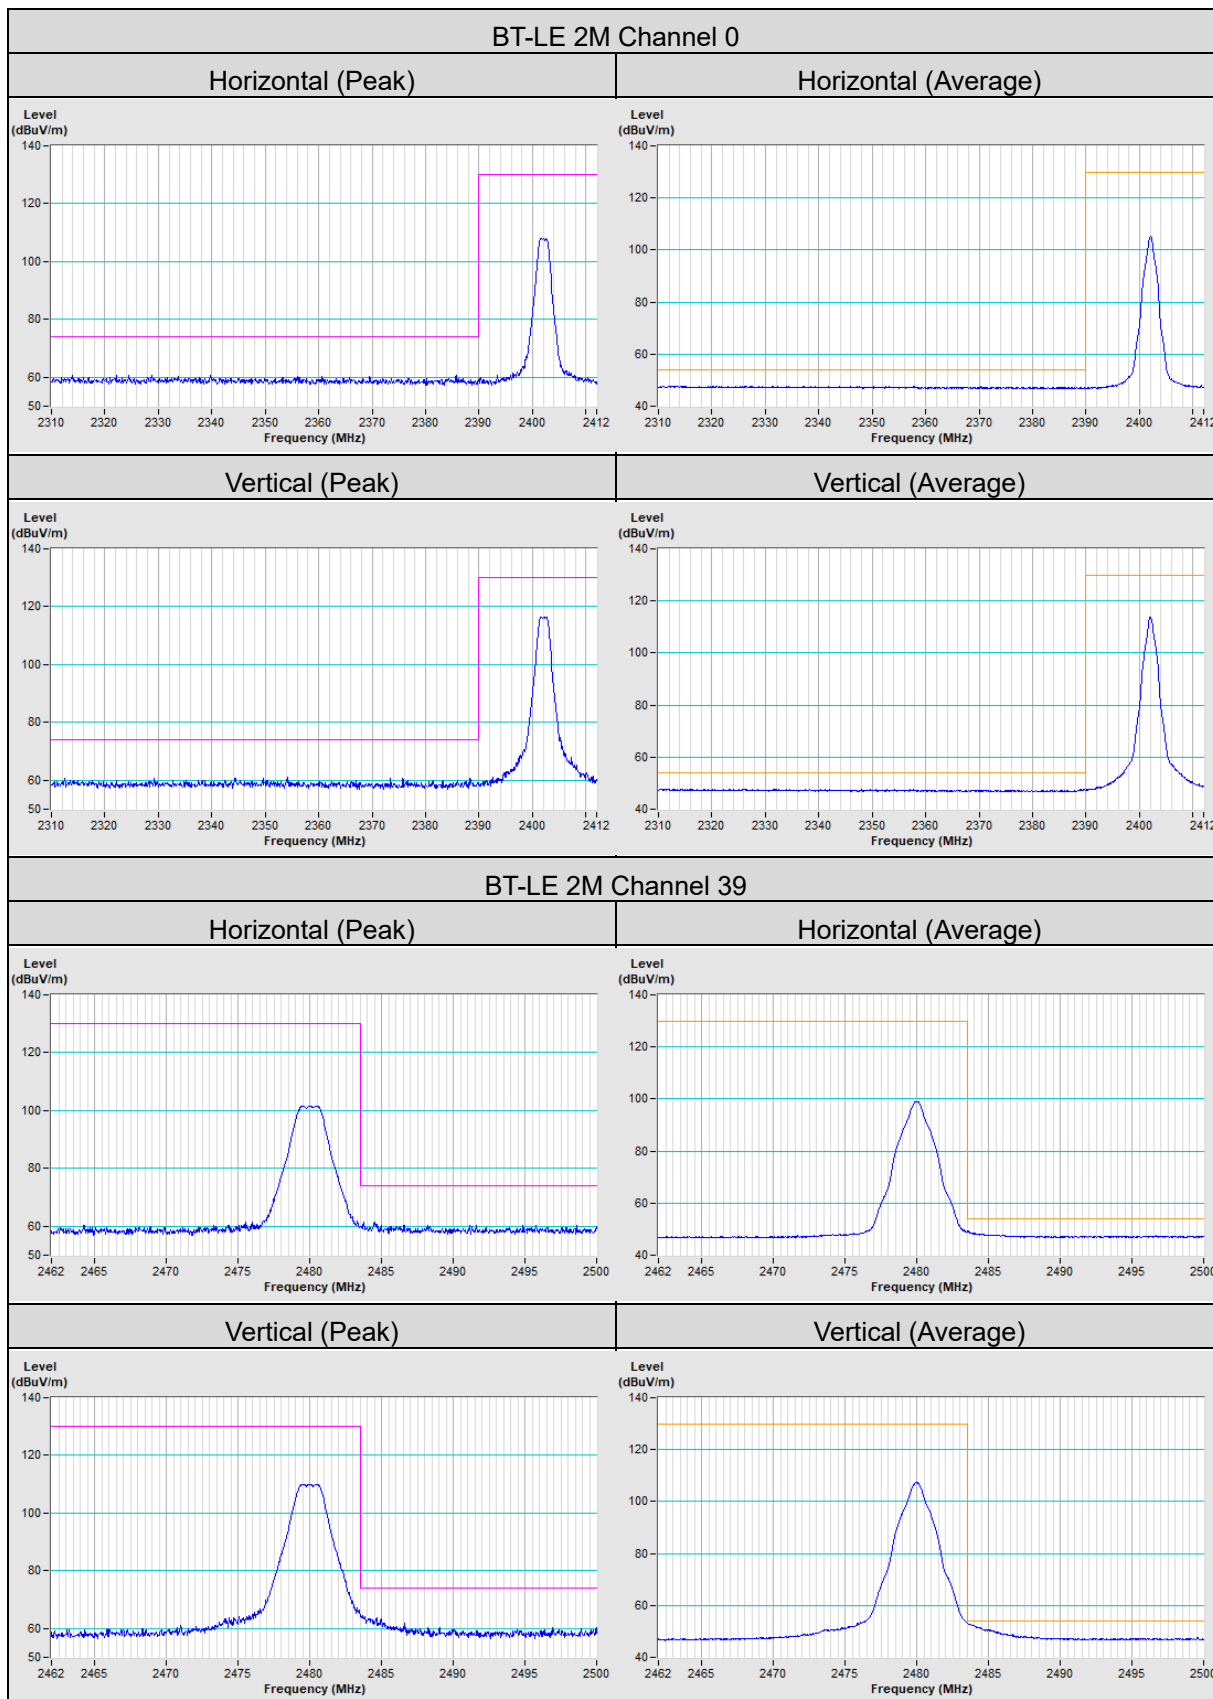 BT-LE 2M Channel 0
Horizontal (Peak)
Horizontal (Average)
Level
(dBuV/m)
140
120
100
80
60
50
2310 2320 2330 2340 2350 2360 2370 2380 2390 2400 2412
Frequency (MHz)
Level
(dBuV/m)
140
120
100
80
60
40
2310 2320 2330 2340 2350 2360 2370 2380 2390 2400 2412
Frequency (MHz)
Vertical (Peak)
Vertical (Average)
Level
(dBuV/m)
140
120
100
80
60
50
2310 2320 2330 2340 2350 2360 2370 2380 2390 2400 2412
Frequency (MHz)
Level
(dBuV/m)
140
120
100
80
60
40
2310 2320 2330 2340 2350 2360 2370 2380 2390 2400 2412
Frequency (MHz)
BT-LE 2M Channel 39
Horizontal (Peak)
Horizontal (Average)
Level
(dBuV/m)
140
120
100
80
60
50
2462 2465 2470 2475 2480 2485 2490 2495 2500
Frequency (MHz)
Level
(dBuV/m)
140
120
100
80
60
40
2462 2465 2470 2475 2480 2485 2490 2495 2500
Frequency (MHz)
Vertical (Peak)
Vertical (Average)
Level
(dBuV/m)
140
120
100
80
60
50
2462 2465 2470 2475 2480 2485 2490 2495 2500
Frequency (MHz)
Level
(dBuV/m)
140
120
100
80
60
40
2462 2465 2470 2475 2480 2485 2490 2495 2500
Frequency (MHz)